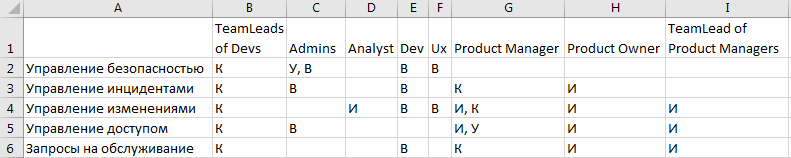 A B C D E F G H I
1 TeamLeads of Devs Admins Analyst Dev Ux Product Manager Product Owner TeamLead of Product Managers
2 Управление безопасностью К У, В В В
3 Управление инцидентами К В В К И
4 Управление изменениями К И В В И, К И И
5 Управление доступом К В И, У И И
6 Запросы на обслуживание К В К И И